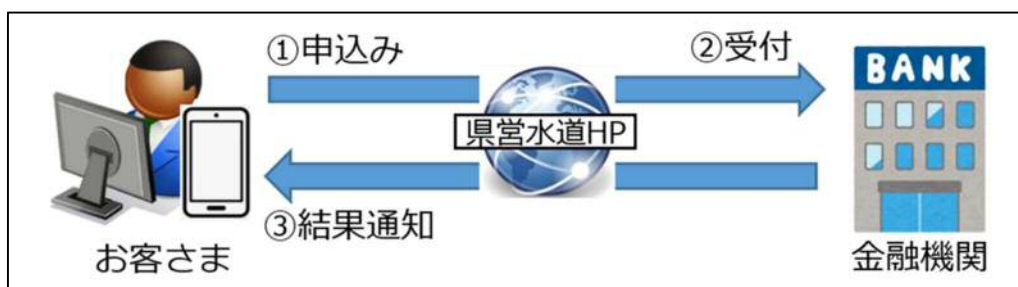 ①申込み
②受付
BANK
県営水道HP
③結果通知
お客さま
金融機関